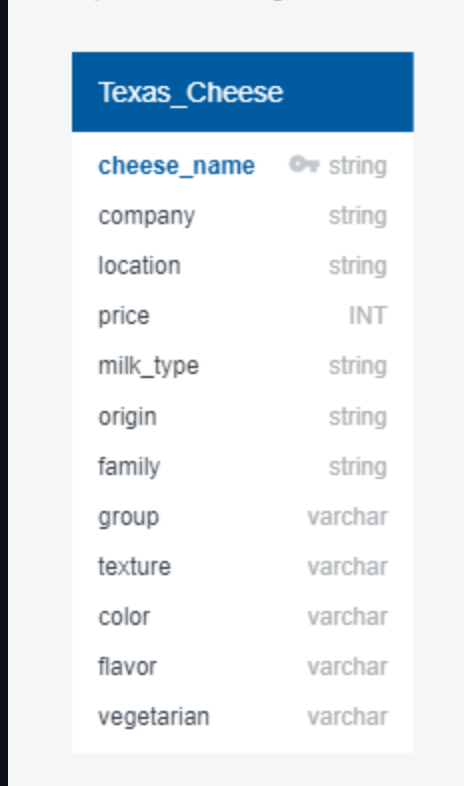 Texas_Cheese
cheese_name string
company string
location string
price INT
milk_type string
origin string
family string
group varchar
texture varchar
color varchar
flavor varchar
vegetarian varchar